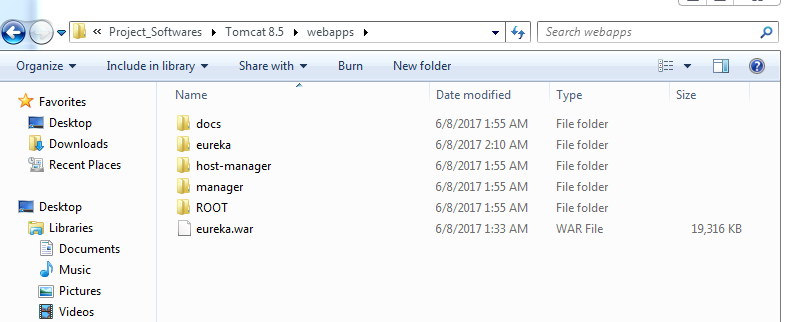 « Project_Softwares Tomcat 8.5 webapps Search webapps
Organize Include in library Share with Burn New folder
Name Date modified Type Size
Favorites
Desktop
Downloads
Recent Places
Desktop
Libraries
Documents
Music
Pictures
Videos
docs 6/8/2017 1:55 AM File folder
eureka 6/8/2017 2:10 AM File folder
host-manager 6/8/2017 1:55 AM File folder
manager 6/8/2017 1:55 AM File folder
ROOT 6/8/2017 1:55 AM File folder
eureka.war 6/8/2017 1:33 AM WAR File 19,316 KB